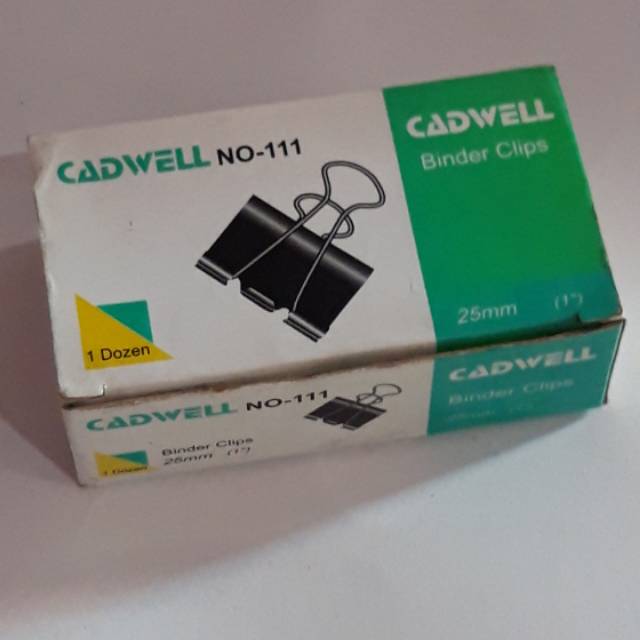 CADWELL NO-111
CADWELL
Binder Clips
1 Dozen
25mm (1")
CADWELL NO-111
Binder Clips
25mm (1")
1 Dozen
CADWELL
Binder Clips